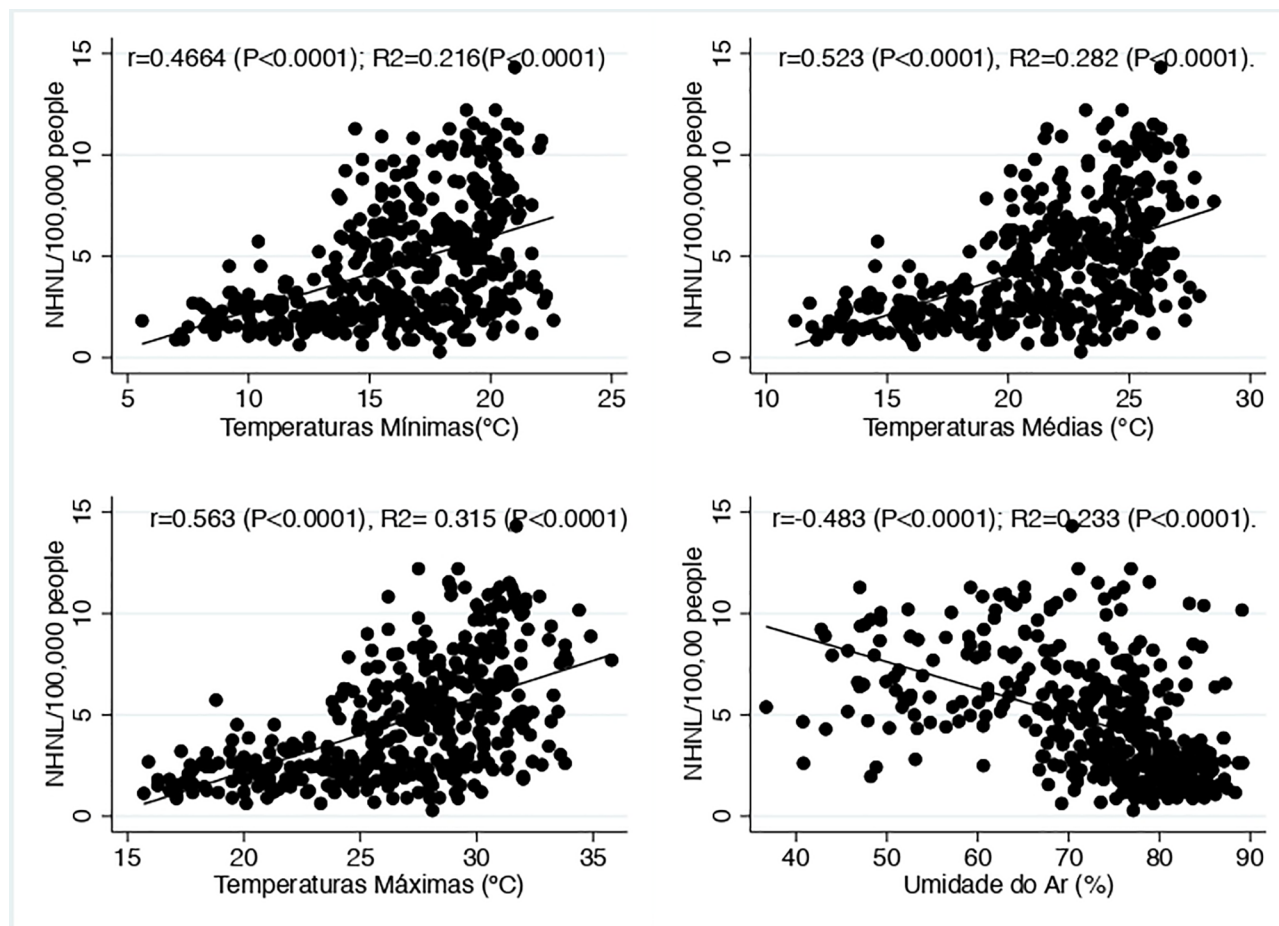 r=0.4664 (P<0.0001); R2=0.216(P<0.0001)
NHNL/100,000 people
15
10
5
0
5 10 15 20 25
Temperaturas Mínimas(ºC)
r=0.523 (P<0.0001), R2=0.282 (P<0.0001).
NHNL/100,000 people
15
10
5
0
10 15 20 25 30
Temperaturas Médias (ºC)
r=0.563 (P<0.0001), R2= 0.315 (P<0.0001)
NHNL/100,000 people
15
10
5
0
15 20 25 30 35
Temperaturas Máximas (ºC)
r=-0.483 (P<0.0001); R2=0.233 (P<0.0001).
NHNL/100,00 people
15
10
5
0
40 50 60 70 80 90
Umidade do Ar (%)